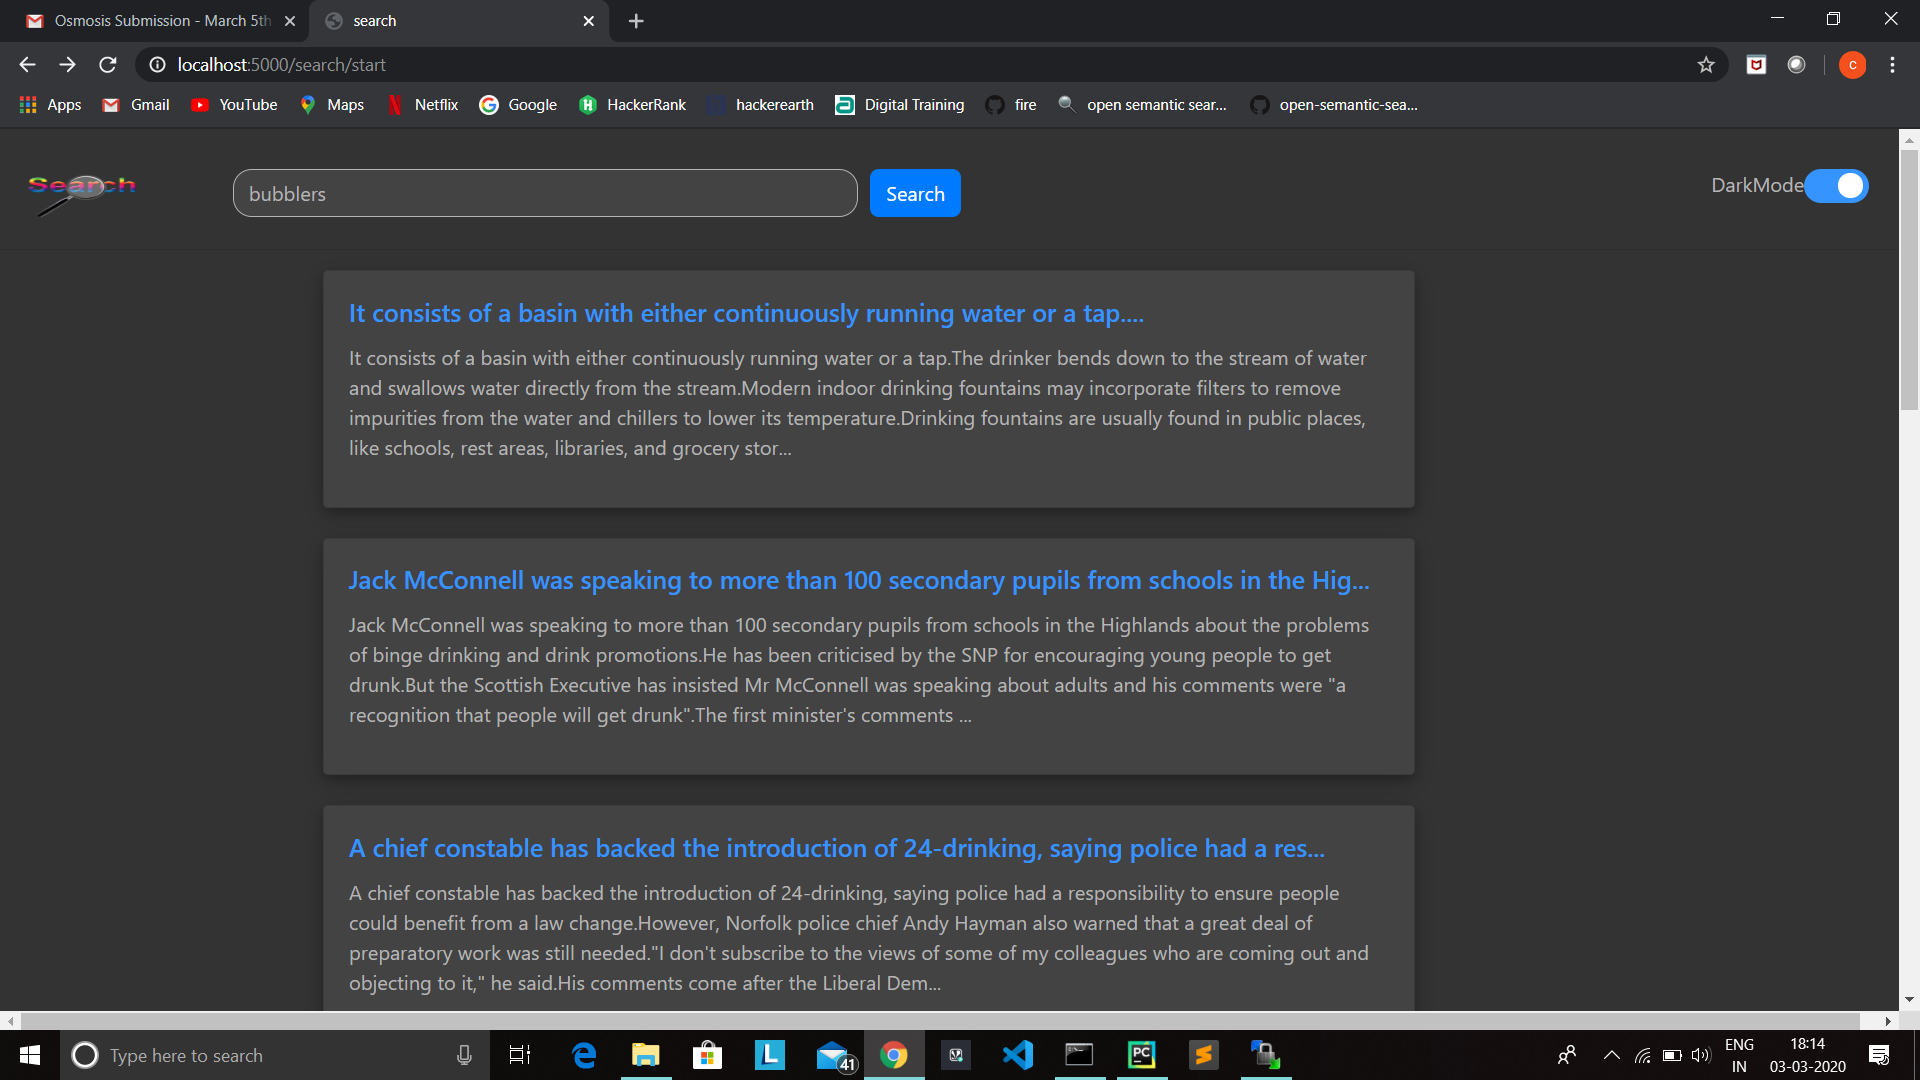 Osmosis Submission - March 5th
search
localhost:5000/search/start
c
Apps
Gmail
YouTube
Maps
Netflix
Google
HackerRank
hackerearth
Digital Training
fire
open semantic sear...
open-semantic-sea...
Search
bubblers
Search
DarkMode
It consists of a basin with either continuously running water or a tap....
It consists of a basin with either continuously running water or a tap.The drinker bends down to the stream of water
and swallows water directly from the stream.Modern indoor drinking fountains may incorporate filters to remove
impurities from the water and chillers to lower its temperature.Drinking fountains are usually found in public places,
like schools, rest areas, libraries, and grocery stor...
Jack McConnell was speaking to more than 100 secondary pupils from schools in the Hig...
Jack McConnell was speaking to more than 100 secondary pupils from schools in the Highlands about the problems
of binge drinking and drink promotions.He has been criticised by the SNP for encouraging young people to get
drunk.But the Scottish Executive has insisted Mr McConnell was speaking about adults and his comments were "a
recognition that people will get drunk".The first minister's comments ...
A chief constable has backed the introduction of 24-drinking, saying police had a res...
A chief constable has backed the introduction of 24-drinking, saying police had a responsibility to ensure people
could benefit from a law change.However, Norfolk police chief Andy Hayman also warned that a great deal of
preparatory work was still needed."I don't subscribe to the views of some of my colleagues who are coming out and
objecting to it," he said.His comments come after the Liberal Dem...
Type here to search
L
41
PC
ENG
IN
18:14
03-03-2020